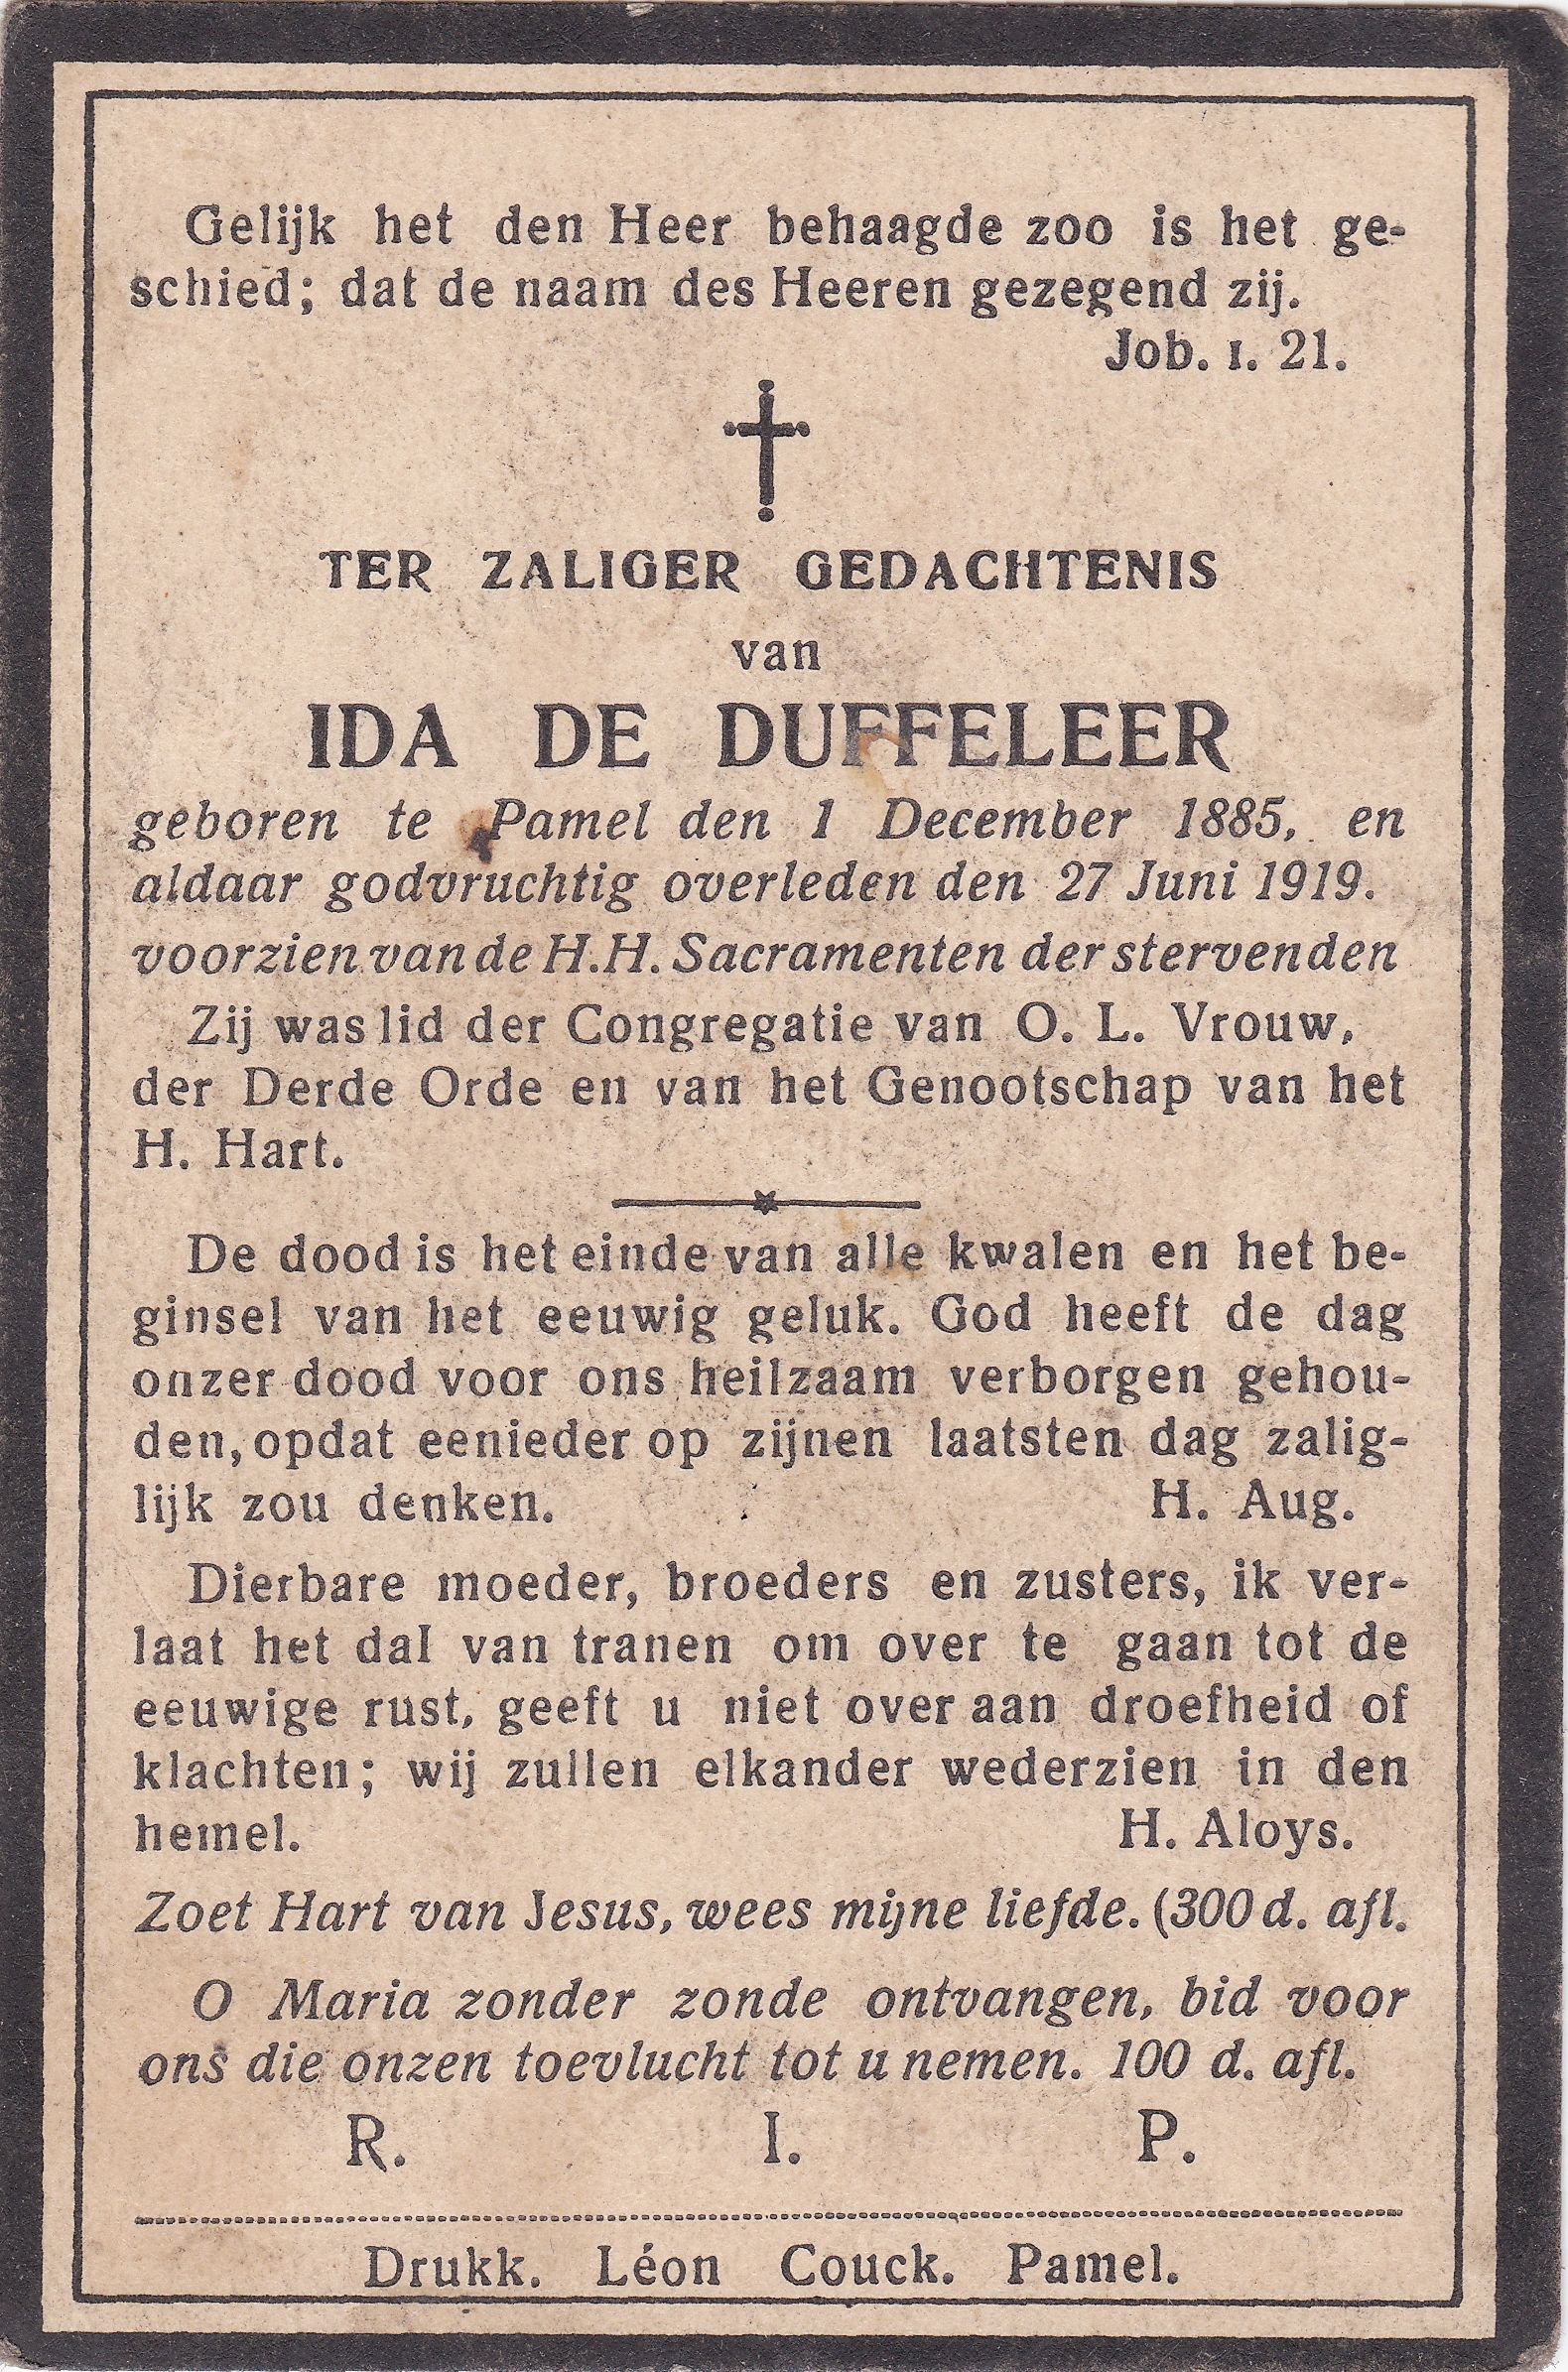 Gelijk het den Heer behaagde zoo is het ge-
schied; dat de naam des Heeren gezegend zij.
Job. I. 21.
TER ZALIGER GEDACHTENIS
van
IDA DE DUFFELEER
geboren te Pamel den 1 December 1885, en
aldaar godvruchtig overleden den 27 Juni 1919.
voorzien van de H.H. Sacramenten der stervenden
Zij was lid der Congregatie van O. L. Vrouw,
der Derde Orde en van het Genootschap van het
H. Hart.
De dood is het einde van alle kwalen en het be-
ginsel van het eeuwig geluk. God heeft de dag
onzer dood voor ons heilzaam verborgen gehou-
den, opdat eenieder op zijnen laatsten dag zalig-
lijk zou denken. H. Aug.
Dierbare moeder, broeders en zusters, ik ver-
laat het dal van tranen om over te gaan tot de
eeuwige rust, geeft u niet over aan droefheid of
klachten; wij zullen elkander wederzien in den
hemel. H. Aloys.
Zoet Hart van Jesus, wees mijne liefde. (300 d. afl.
O Maria zonder zonde ontvangen, bid voor
ons die onzen toevlucht tot u nemen. 100 d. afl.
R. I. P.
Drukk. Léon Couck. Pamel.